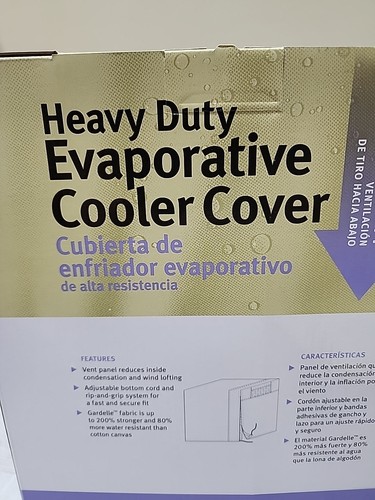 Heavy Duty
Evaporative
Cooler Cover
Cubierta de
enfriador evaporativo
de alta resistencia
VENTILACIÓN
DE TIRO HACIA ABAJO
FEATURES
Vent panel reduces inside
condensation and wind lofting
Adjustable bottom cord and
rip-and-grip system for
a fast and secure fit
Gardelle™ fabric is up
to 200% stronger and 80%
more water resistant than
cotton canvas
CARACTERÍSTICAS
Panel de ventilación
reduce la condensación
interior y la inflación
el viento
Cordón ajustable en la
parte inferior y bandas
adhesivas de gancho y
lazo para un ajuste rápido
y seguro
El material Gardelle™ es
200% más fuerte y 80%
más resistente al agua
que la lona de algodón